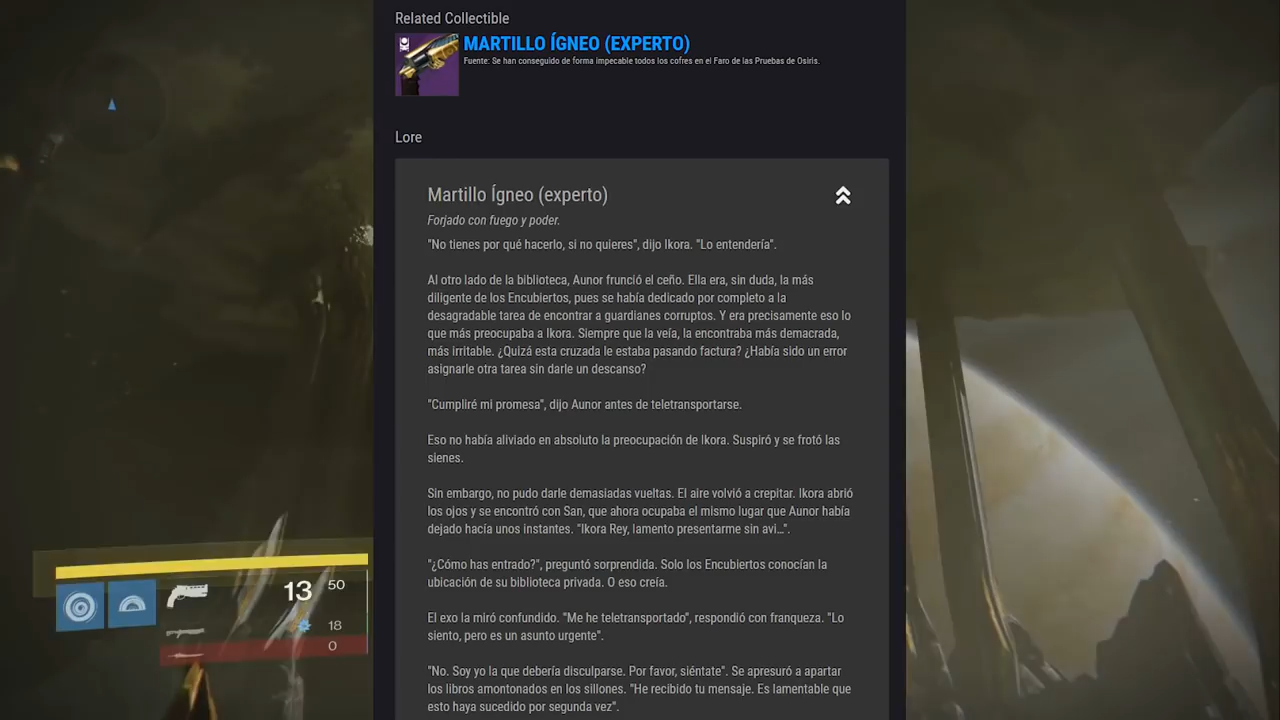 Related Collectible
MARTILLO ÍGNEO (EXPERTO)
Fuente: Se han conseguido de forma impecable todos los cofres en el Faro de las Pruebas de Osiris.
Lore
Martillo Ígneo (experto)
Forjado con fuego y poder.
"No tienes por qué hacerlo, si no quieres", dijo Ikora. "Lo entendería".
Al otro lado de la biblioteca, Aunor frunció el ceño. Ella era, sin duda, la más
diligente de los Encubiertos, pues se había dedicado por completo a la
desagradable tarea de encontrar a guardianes corruptos. Y era precisamente eso lo
que más preocupaba a Ikora. Siempre que la veía, la encontraba más demacrada,
más irritable. ¿Quizá esta cruzada le estaba pasando factura? ¿Había sido un error
asignarle otra tarea sin darle un descanso?
"Cumpliré mi promesa", dijo Aunor antes de teletransportarse.
Eso no había aliviado en absoluto la preocupación de Ikora. Suspiró y se frotó las
sienes.
Sin embargo, no pudo darle demasiadas vueltas. El aire volvió a crepitar. Ikora abrió
los ojos y se encontró con San, que ahora ocupaba el mismo lugar que Aunor había
dejado hacía unos instantes. "Ikora Rey, lamento presentarme sin avi…".
"¿Cómo has entrado?", preguntó sorprendida. Solo los Encubiertos conocían la
ubicación de su biblioteca privada. O eso creía.
El exo la miró confundido. "Me he teletransportado", respondió con franqueza. "Lo
siento, pero es un asunto urgente".
"No. Soy yo la que debería disculparse. Por favor, siéntate". Se apresuró a apartar
los libros amontonados en los sillones. "He recibido tu mensaje. Es lamentable que
esto haya sucedido por segunda vez".
13 50
18
0